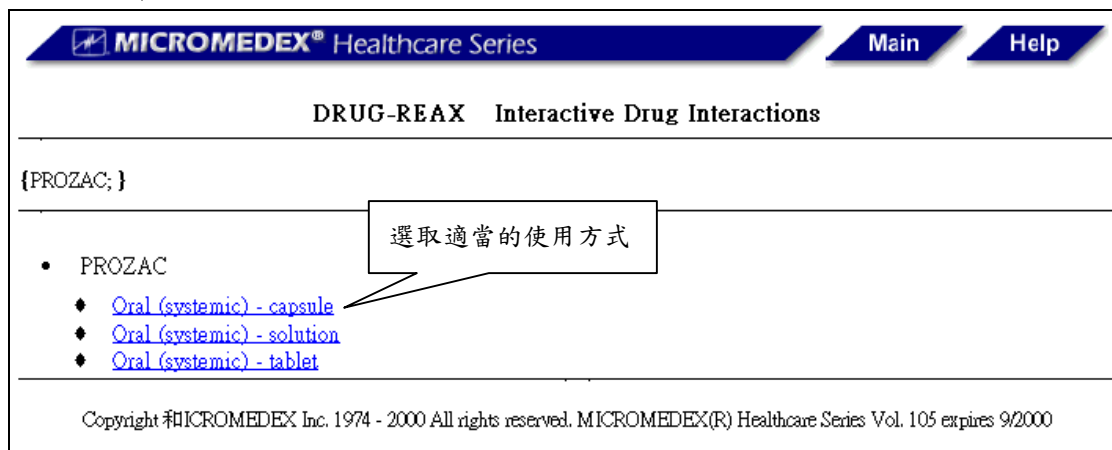 MICROMEDEX® Healthcare Series Main Help
DRUG-REAX Interactive Drug Interactions
{PROZAC; }
選取適當的使用方式
• PROZAC
♦ Oral (systemic) - capsule
♦ Oral (systemic) - solution
♦ Oral (systemic) - tablet
Copyright 和ICROMEDEX Inc. 1974 - 2000 All rights reserved. MICROMEDEX(R) Healthcare Series Vol. 105 expires 9/2000